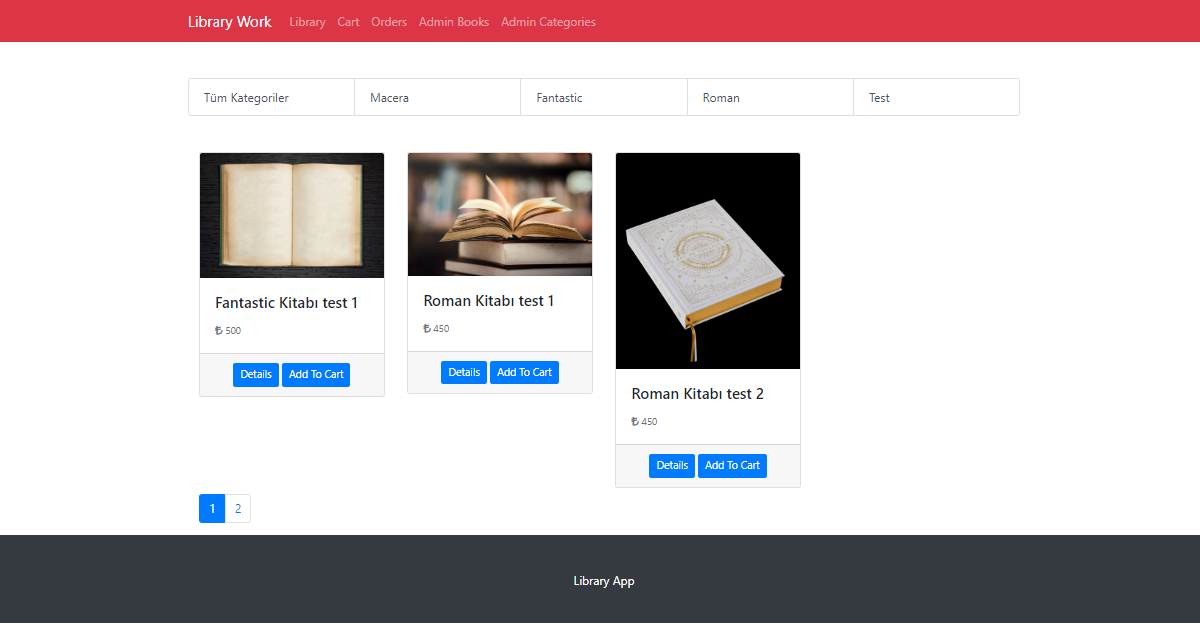 Library Work Library Cart Orders Admin Books Admin Categories
Tüm Kategoriler Macera Fantastic Roman Test
Fantastic Kitabı test 1
₺ 500
Details Add To Cart
Roman Kitabı test 1
₺ 450
Details Add To Cart
Roman Kitabı test 2
₺ 450
Details Add To Cart
1 2
Library App